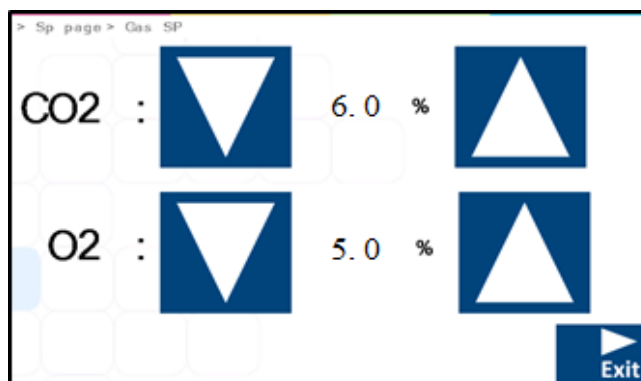 > Sp page > Gas SP
CO2 : 6.0 %
O2 : 5.0 %
Exit